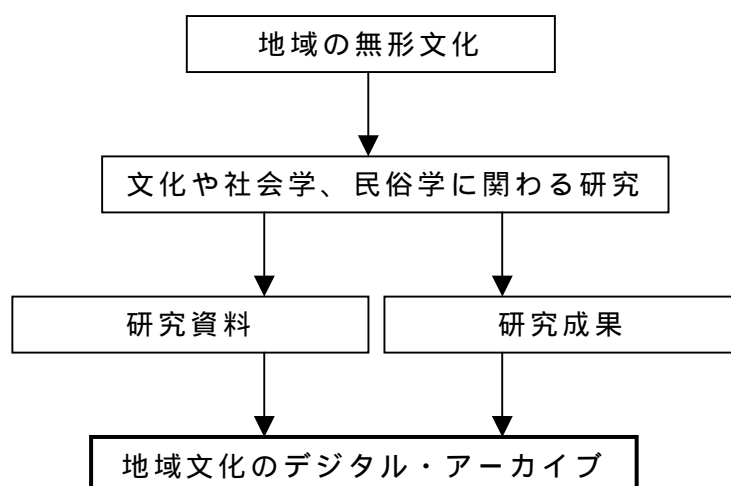 地域の無形文化
文化や社会学、民俗学に関わる研究
研究資料
研究成果
地域文化のデジタル・アーカイブ